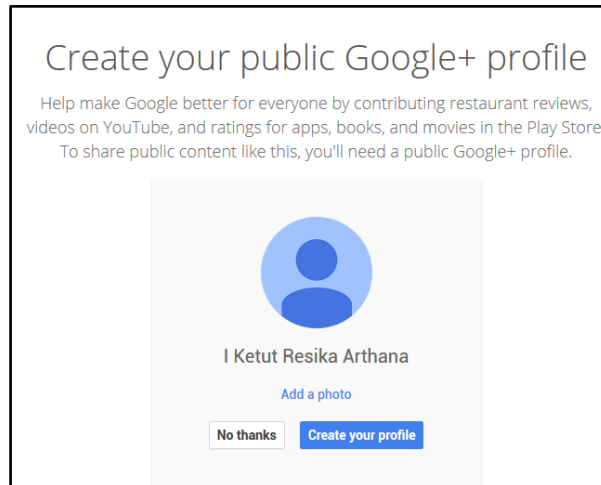 Create your public Google+ profile
Help make Google better for everyone by contributing restaurant reviews,
videos on YouTube, and ratings for apps, books, and movies in the Play Store
To share public content like this, you'll need a public Google+ profile.
I Ketut Resika Arthana
Add a photo
No thanks Create your profile